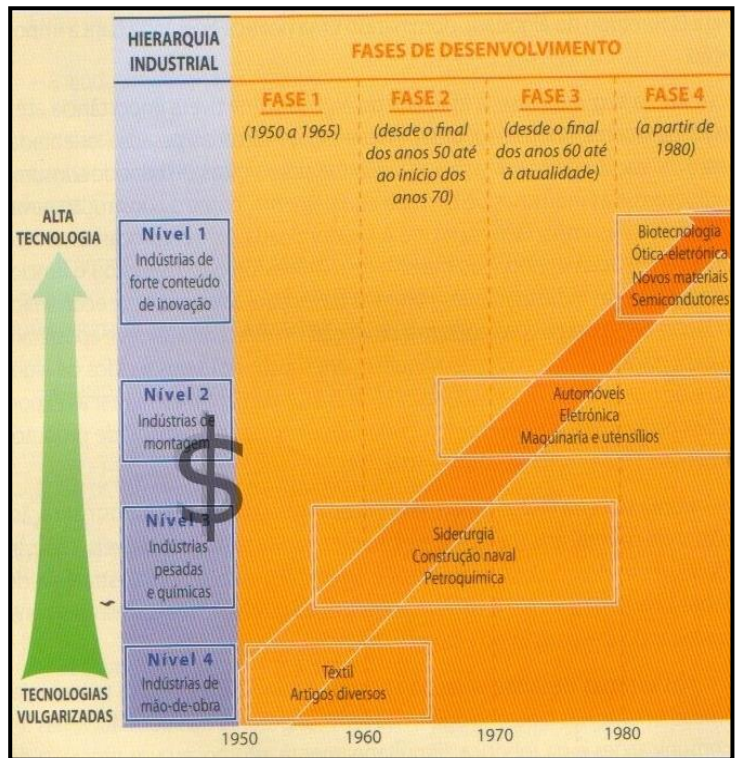 HIERARQUIA
INDUSTRIAL
FASES DE DESENVOLVIMENTO
FASE 1
(1950 a 1965)
FASE 2
(desde o final
dos anos 50 até
ao início dos
anos 70)
FASE 3
(desde o final
dos anos 60 até
à atualidade)
FASE 4
(a partir de
1980)
ALTA
TECNOLOGIA
Nível 1
Indústrias de
forte conteúdo
de inovação
Biotecnologia
Ótica-eletrónica
Novos materiais
Semicondutores
Nível 2
Indústrias de
montagem
Automóveis
Eletrónica
Maquinaria e utensílios
$
Nível 3
Indústrias
pesadas
e químicas
Siderurgia
Construção naval
Petroquímica
Nível 4
Indústrias de
mão-de-obra
Têxtil
Artigos diversos
TECNOLOGIAS
VULGARIZADAS
1950
1960
1970
1980